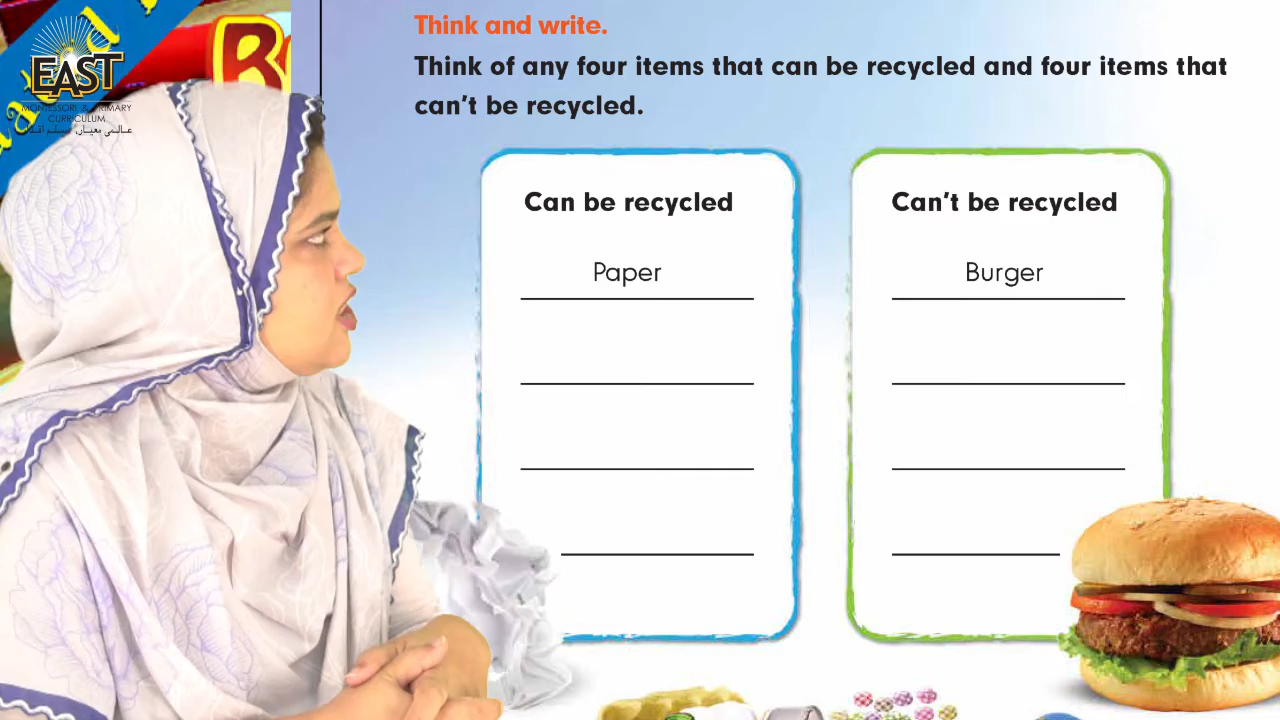 EAST
MONTESSORI & PRIMARY
CURRICULUM
Think and write.
Think of any four items that can be recycled and four items that
can't be recycled.
Can be recycled
Paper
Can't be recycled
Burger